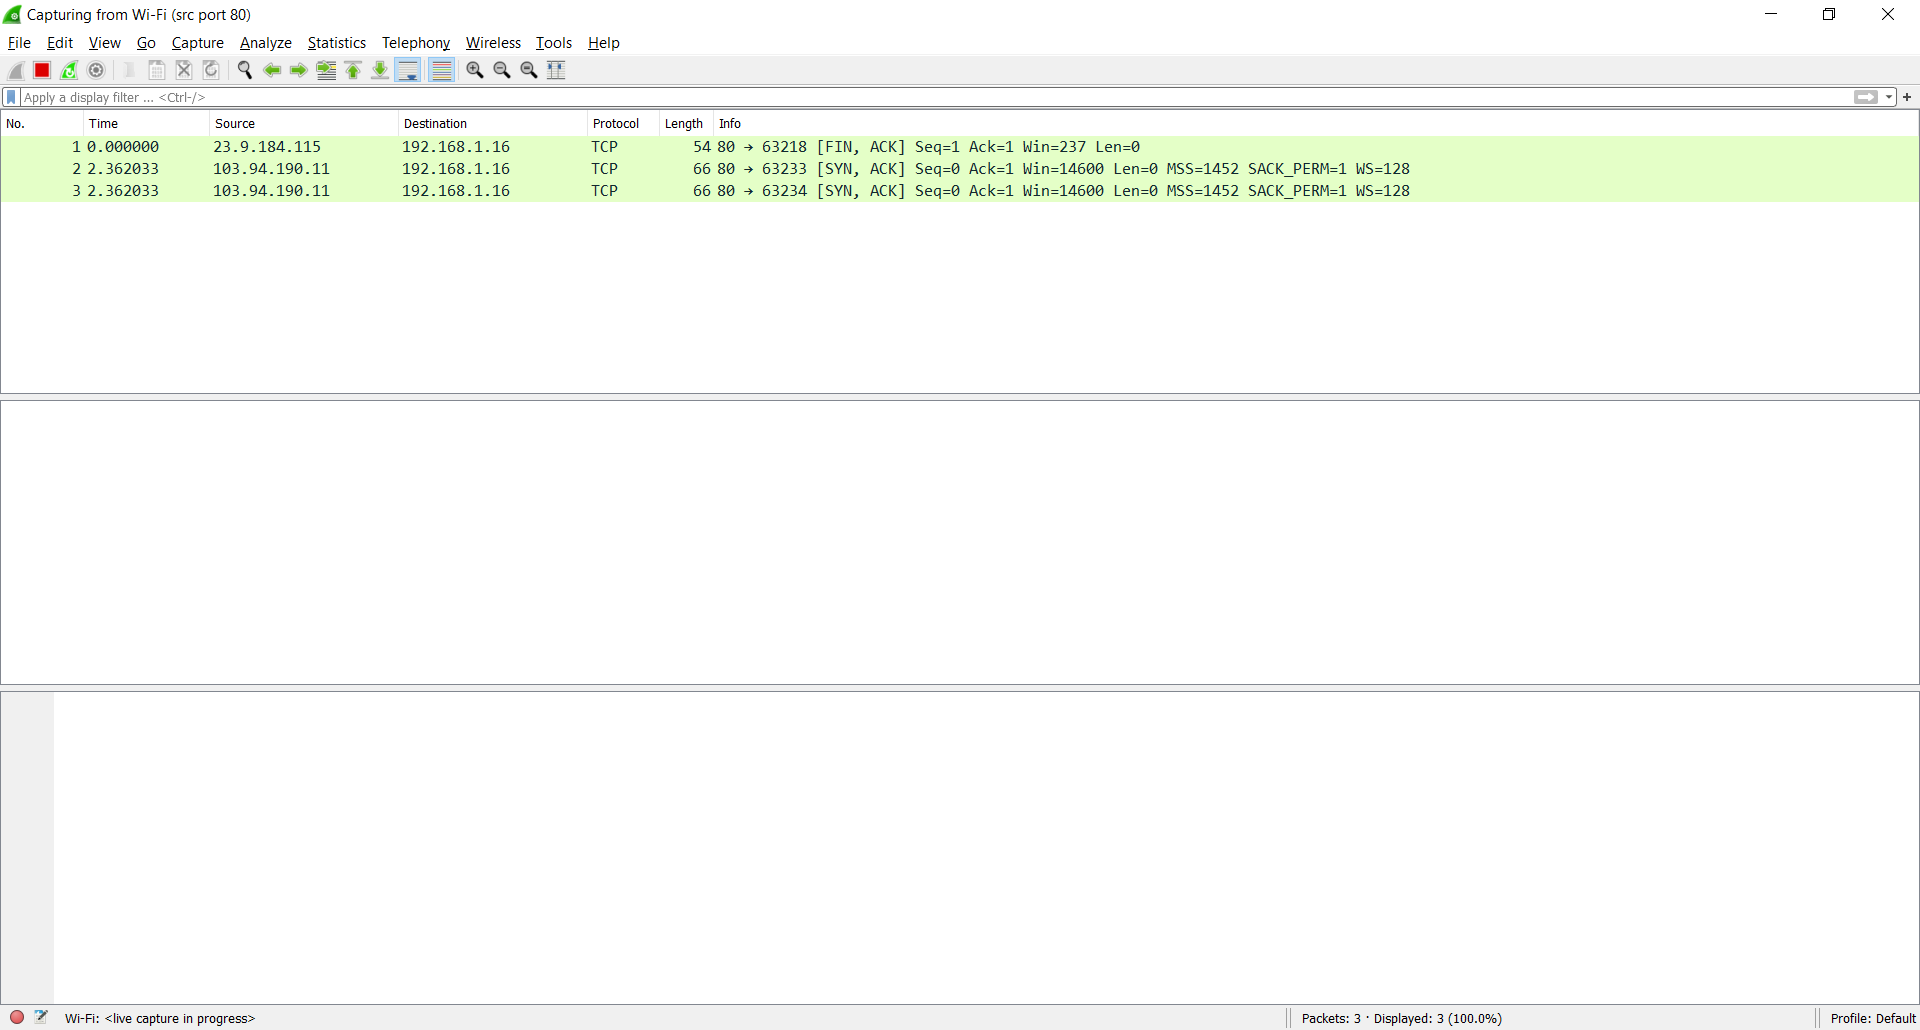 Capturing from Wi-Fi (src port 80)
File Edit View Go Capture Analyze Statistics Telephony Wireless Tools Help
Apply a display filter ... <Ctrl-/>
No. Time Source Destination Protocol Length Info
1 0.000000 23.9.184.115 192.168.1.16 TCP 54 80 → 63218 [FIN, ACK] Seq=1 Ack=1 Win=237 Len=0
2 2.362033 103.94.190.11 192.168.1.16 TCP 66 80 → 63233 [SYN, ACK] Seq=0 Ack=1 Win=14600 Len=0 MSS=1452 SACK_PERM=1 WS=128
3 2.362033 103.94.190.11 192.168.1.16 TCP 66 80 → 63234 [SYN, ACK] Seq=0 Ack=1 Win=14600 Len=0 MSS=1452 SACK_PERM=1 WS=128
Wi-Fi: <live capture in progress> Packets: 3 · Displayed: 3 (100.0%) Profile: Default